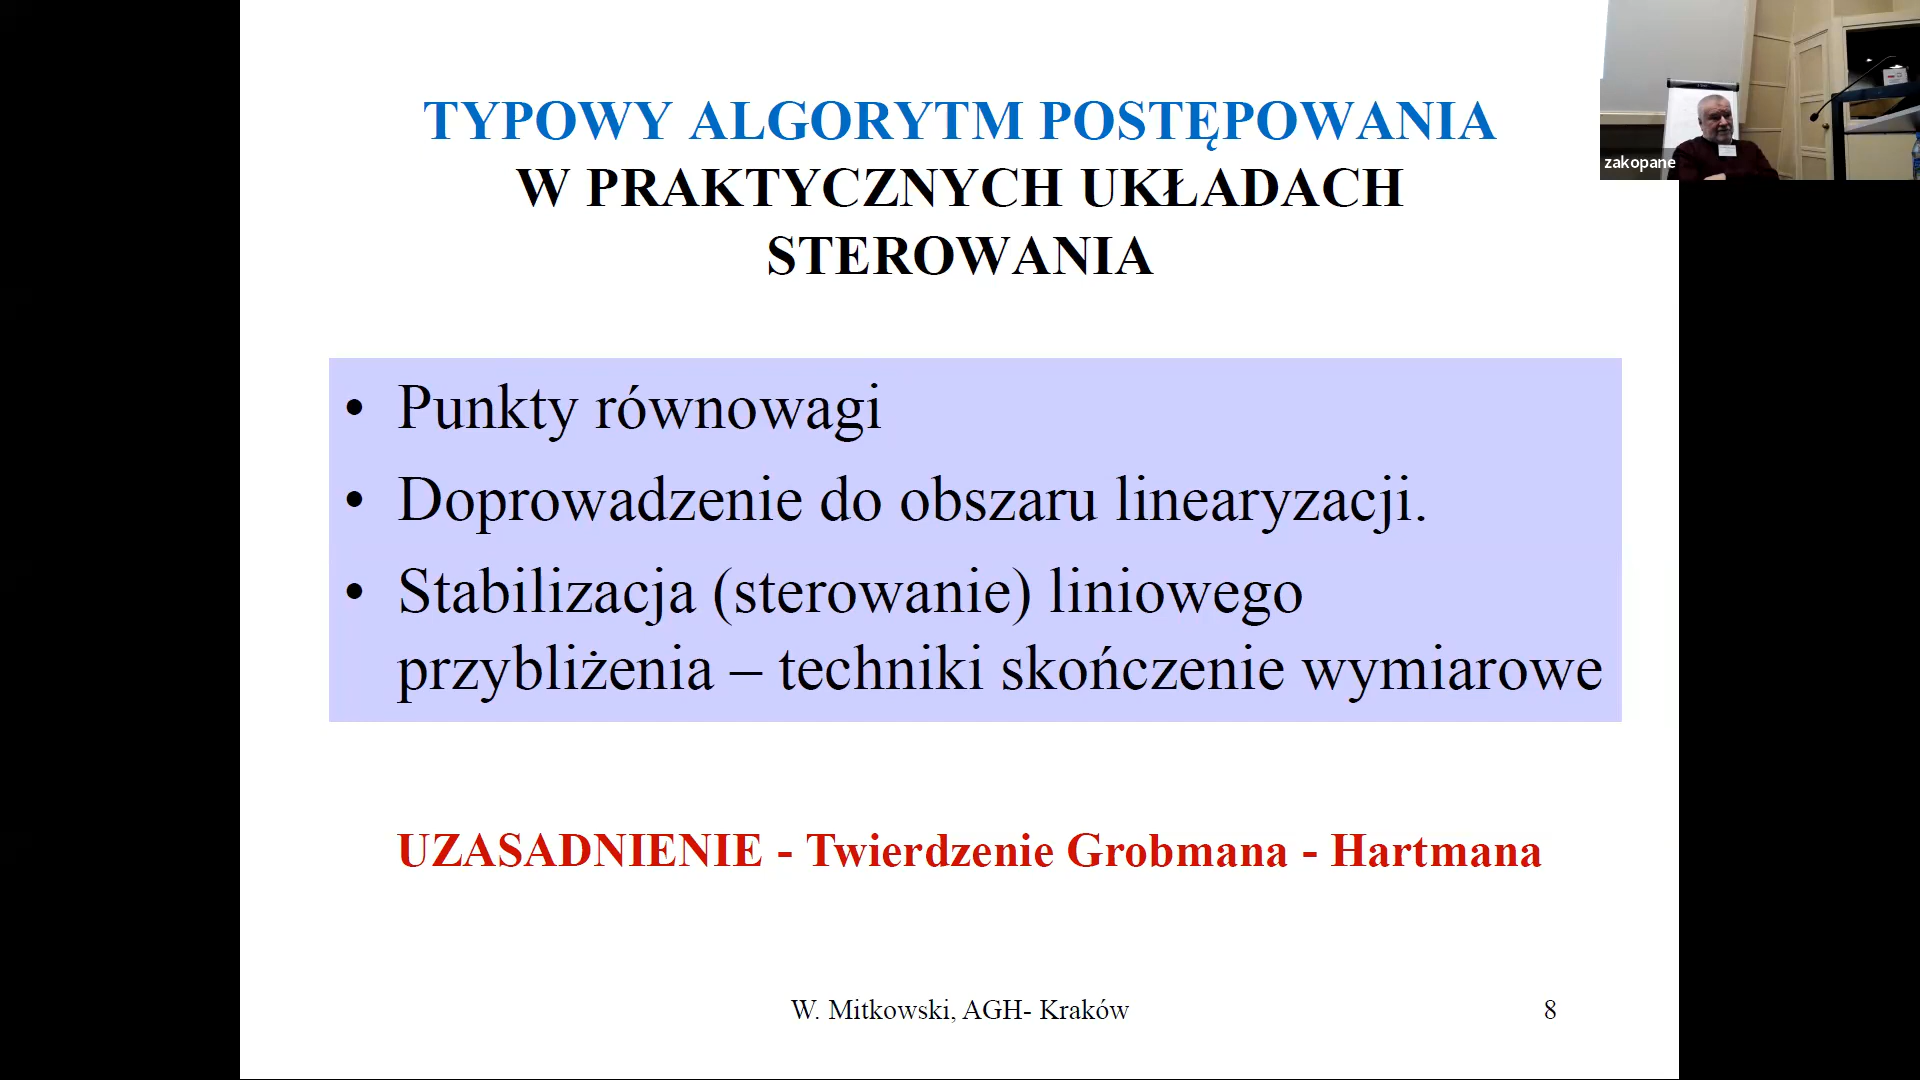 TYPOWY ALGORYTM POSTĘPOWANIA
W PRAKTYCZNYCH UKŁADACH
STEROWANIA
zakopane
• Punkty równowagi
• Doprowadzenie do obszaru linearyzacji.
• Stabilizacja (sterowanie) liniowego
przybliżenia – techniki skończenie wymiarowe
UZASADNIENIE - Twierdzenie Grobmana - Hartmana
W. Mitkowski, AGH- Kraków
8